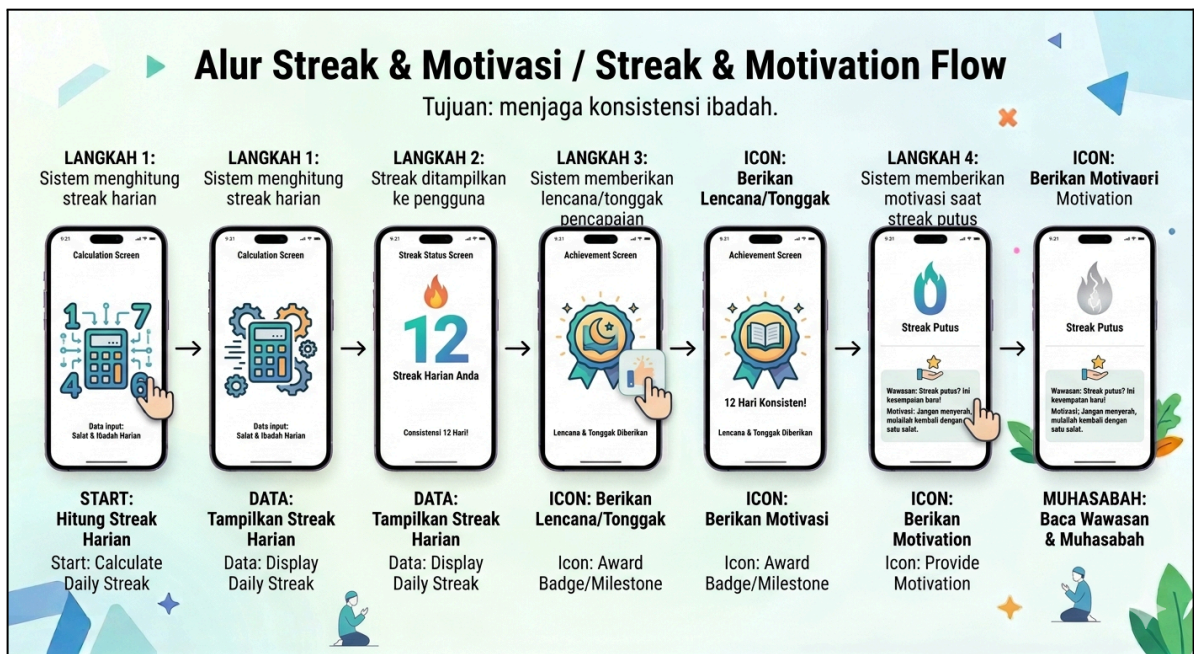 Alur Streak & Motivasi / Streak & Motivation Flow
Tujuan: menjaga konsistensi ibadah.
LANGKAH 1:
Sistem menghitung
streak harian
LANGKAH 1:
Sistem menghitung
streak harian
LANGKAH 2:
Streak ditampilkan
ke pengguna
LANGKAH 3:
Sistem memberikan
lencana/tonggak
pencapaian
ICON:
Berikan
Lencana/Tonggak
LANGKAH 4:
Sistem memberikan
motivasi saat
streak putus
ICON:
Berikan Motivauri
Motivation
9:21
Calculation Screen
1 7
4 6
Data input:
Salat & Ibadah Harian
9:21
Calculation Screen
Data input:
Salat & Ibadah Harian
9:21
Streak Status Screen
12
Streak Harian Anda
Consistensi 12 Hari!
9:21
Achievement Screen
Lencana & Tonggak Diberikan
9:21
Achievement Screen
12 Hari Konsisten!
Lencana & Tonggak Diberikan
9:21
0
Streak Putus
Wawasan: Streak putus? ini
kesempaian baru!
Motivasi: Jangan menyerah,
mulailah kembali dengan
satu salat.
9:21
Streak Putus
Wawasan: Streak putus? Ini
kevempatan baru!
Motivasi; Jangan menyerah,
mulallah kembali dengan
satu salat.
START:
Hitung Streak
Harian
Start: Calculate
Daily Streak
DATA:
Tampilkan Streak
Harian
Data: Display
Daily Streak
DATA:
Tampilkan Streak
Harian
Data: Display
Daily Streak
ICON: Berikan
Lencana/Tonggak
Icon: Award
Badge/Milestone
ICON:
Berikan Motivasi
Icon: Award
Badge/Milestone
ICON:
Berikan
Motivation
Icon: Provide
Motivation
MUHASABAH:
Baca Wawasan
& Muhasabah